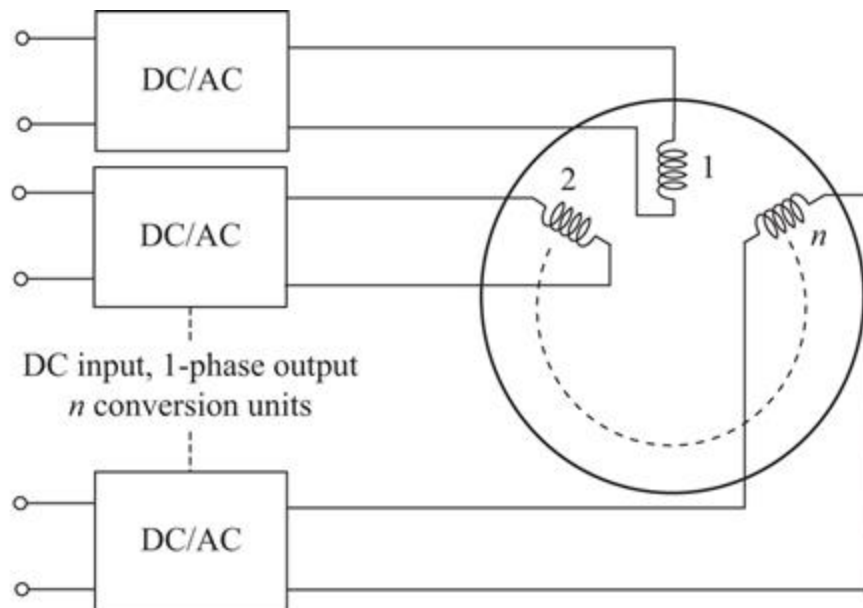 DC/AC
1
2
DC/AC
n
DC input, 1-phase output
n conversion units
DC/AC